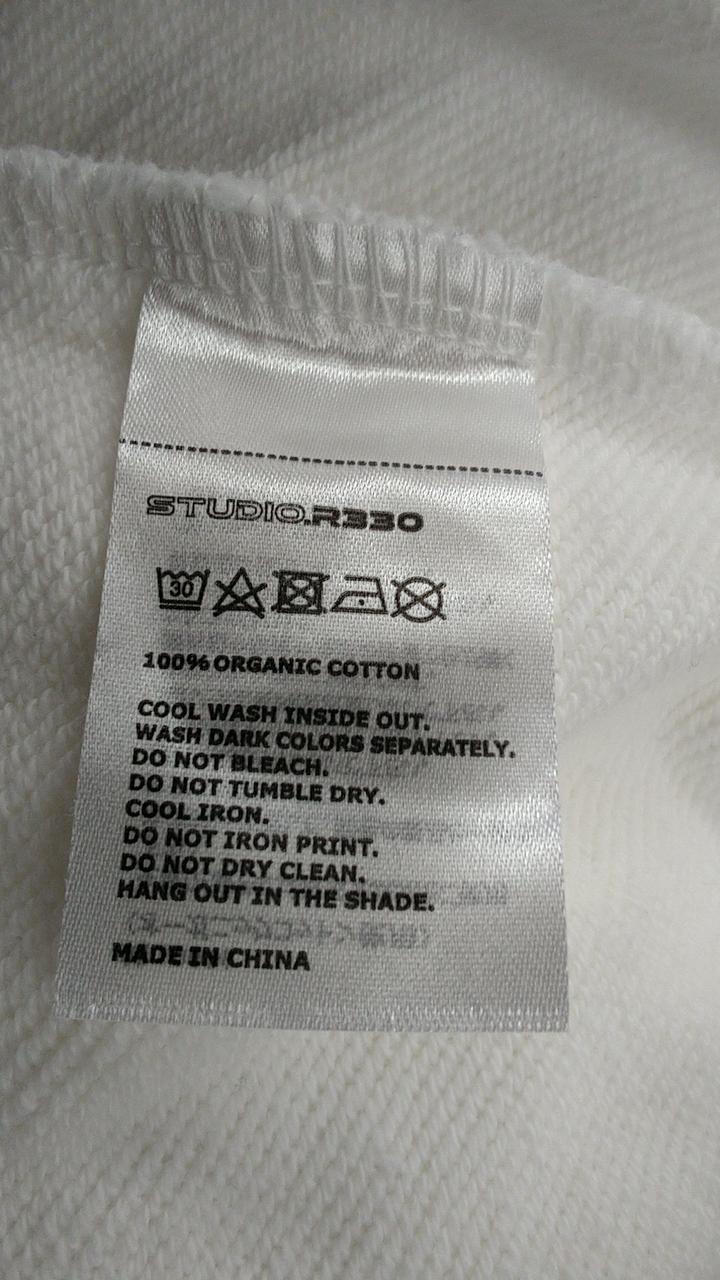 STUDIO.R330
30
100% ORGANIC COTTON
COOL WASH INSIDE OUT.
WASH DARK COLORS SEPARATELY.
DO NOT BLEACH.
DO NOT TUMBLE DRY.
COOL IRON.
DO NOT IRON PRINT.
DO NOT DRY CLEAN.
HANG OUT IN THE SHADE.
MADE IN CHINA